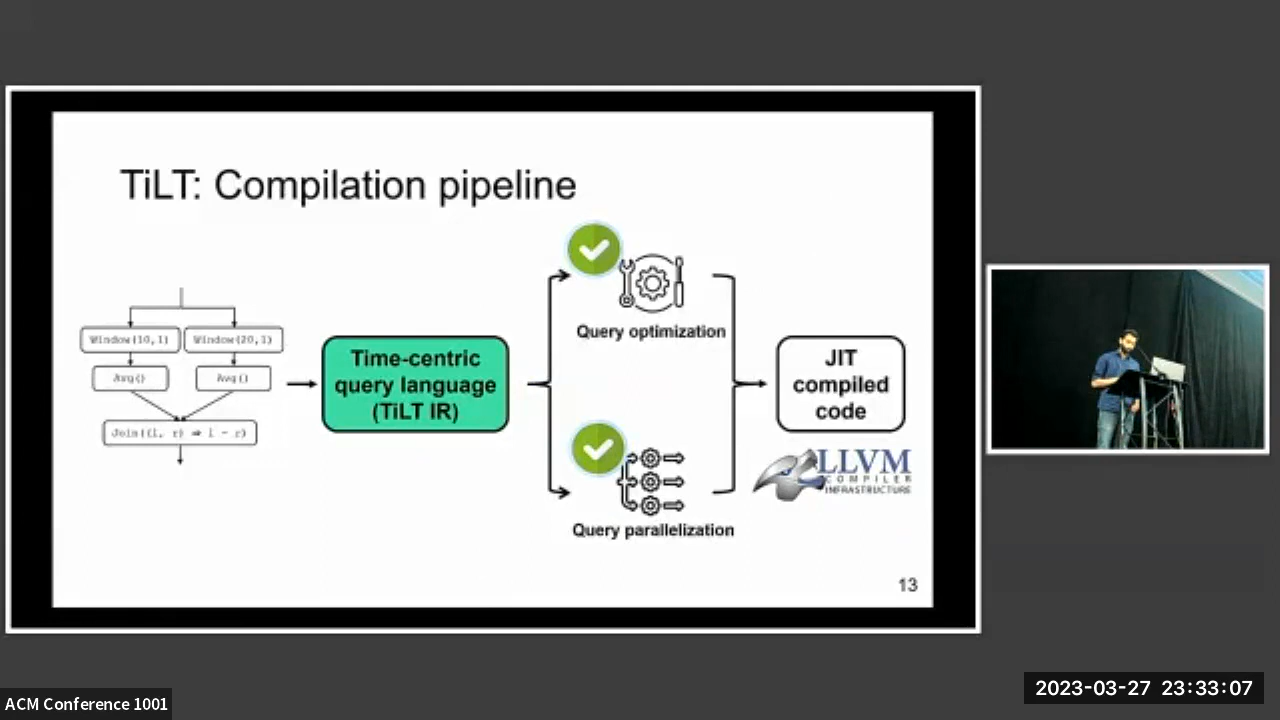 TiLT: Compilation pipeline
Window(10,1)
Window(20,1)
Avg()
Avg()
Join((l, r) ⇒ l - r)
Time-centric
query language
(TiLT IR)
Query optimization
Query parallelization
JIT
compiled
code
LLVM
COMPILER
INFRASTRUCTURE
13
ACM Conference 1001
2023-03-27 23:33:07